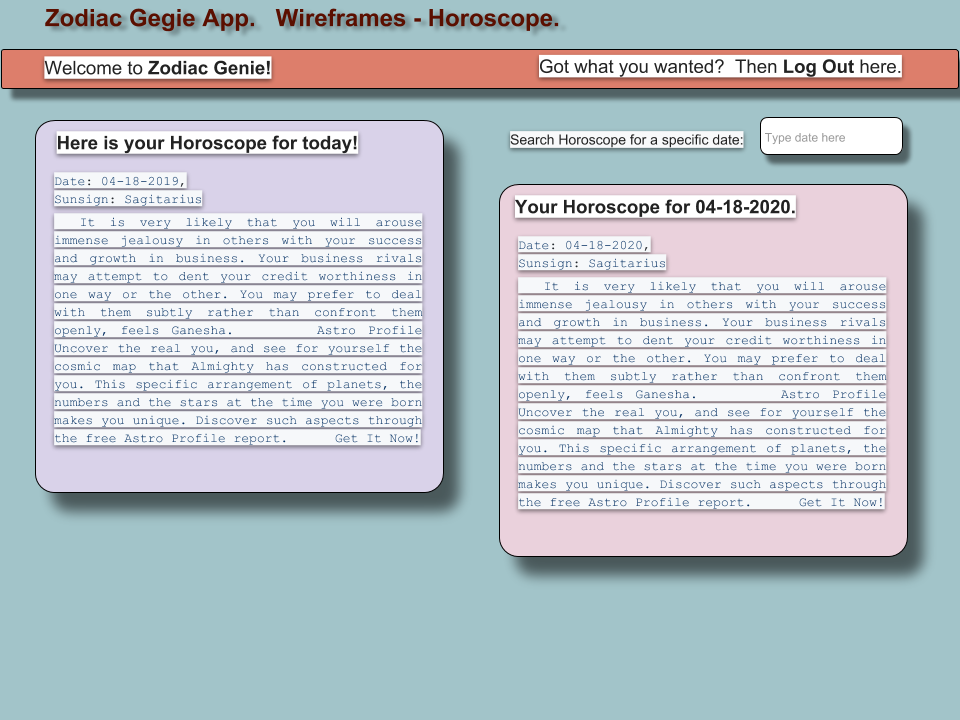 Zodiac Gegie App.   Wireframes - Horoscope.
Welcome to Zodiac Genie!
Got what you wanted?  Then Log Out here.
Here is your Horoscope for today!
Date: 04-18-2019,
Sunsign: Sagitarius
It is very likely that you will arouse
immense jealousy in others with your success
and growth in business. Your business rivals
may attempt to dent your credit worthiness in
one way or the other. You may prefer to deal
with them subtly rather than confront them
openly, feels Ganesha.       Astro Profile
Uncover the real you, and see for yourself the
cosmic map that Almighty has constructed for
you. This specific arrangement of planets, the
numbers and the stars at the time you were born
makes you unique. Discover such aspects through
the free Astro Profile report.    Get It Now!
Search Horoscope for a specific date:
Type date here
Your Horoscope for 04-18-2020.
Date: 04-18-2020,
Sunsign: Sagitarius
It is very likely that you will arouse
immense jealousy in others with your success
and growth in business. Your business rivals
may attempt to dent your credit worthiness in
one way or the other. You may prefer to deal
with them subtly rather than confront them
openly, feels Ganesha.       Astro Profile
Uncover the real you, and see for yourself the
cosmic map that Almighty has constructed for
you. This specific arrangement of planets, the
numbers and the stars at the time you were born
makes you unique. Discover such aspects through
the free Astro Profile report.    Get It Now!